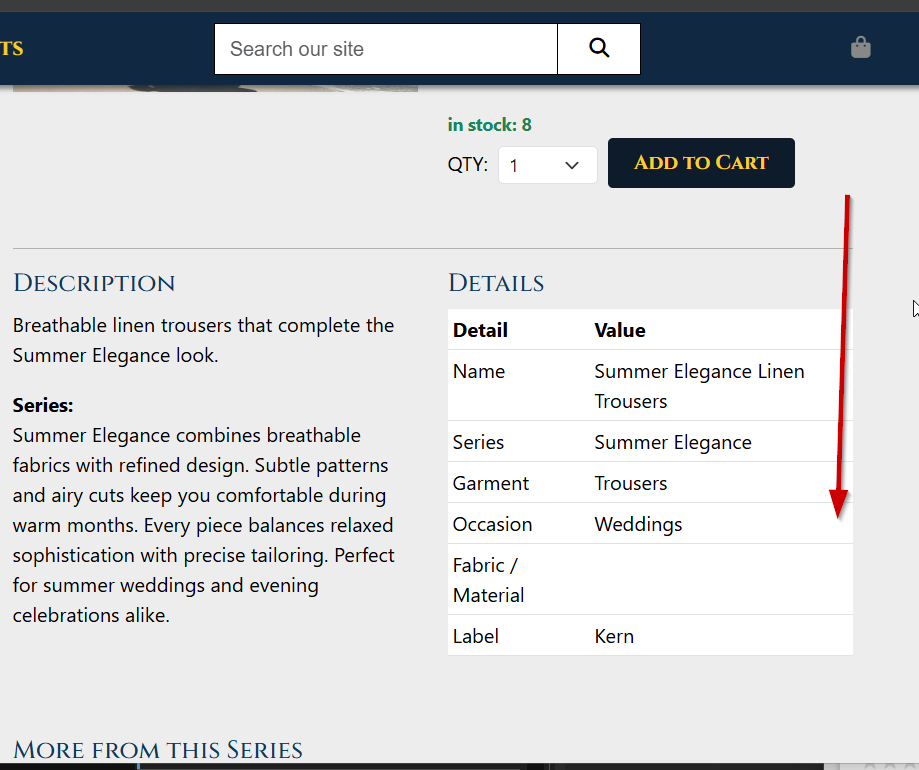 TS
Search our site
in stock: 8
QTY: 1 Add to Cart
Description
Breathable linen trousers that complete the
Summer Elegance look.
Series:
Summer Elegance combines breathable
fabrics with refined design. Subtle patterns
and airy cuts keep you comfortable during
warm months. Every piece balances relaxed
sophistication with precise tailoring. Perfect
for summer weddings and evening
celebrations alike.
Details
Detail Value
Name Summer Elegance Linen
Trousers
Series Summer Elegance
Garment Trousers
Occasion Weddings
Fabric /
Material
Label Kern
More from this Series